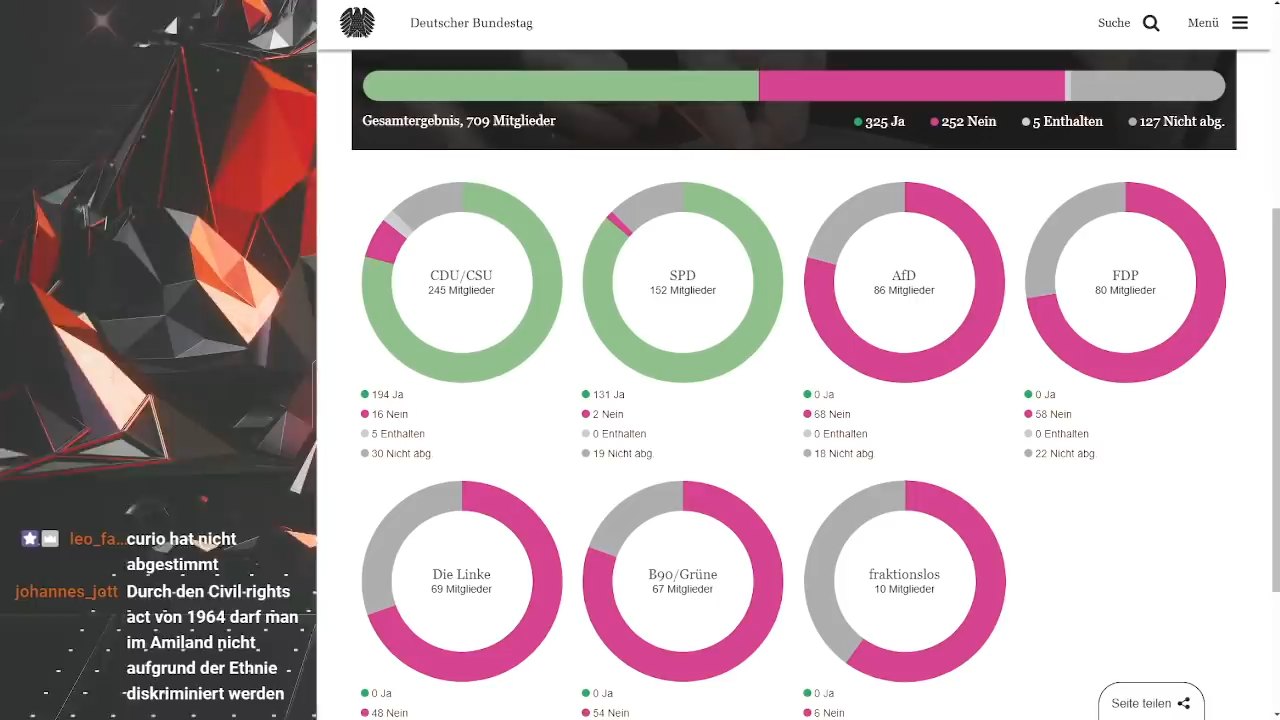 Deutscher Bundestag
Suche
Menü
Gesamtergebnis, 709 Mitglieder
325 Ja
252 Nein
5 Enthalten
127 Nicht abg.
CDU/CSU
245 Mitglieder
SPD
152 Mitglieder
AfD
86 Mitglieder
FDP
80 Mitglieder
194 Ja
16 Nein
5 Enthalten
30 Nicht abg.
131 Ja
2 Nein
0 Enthalten
19 Nicht abg.
0 Ja
68 Nein
0 Enthalten
18 Nicht abg.
0 Ja
58 Nein
0 Enthalten
22 Nicht abg.
Die Linke
69 Mitglieder
B90/Grüne
67 Mitglieder
fraktionslos
10 Mitglieder
0 Ja
48 Nein
0 Ja
54 Nein
0 Ja
6 Nein
Seite teilen
leo_fa... curio hat nicht
abgestimmt
johannes_jott Durch den Civil rights
act von 1964 darf man
im Amiland nicht
aufgrund der Ethnie
diskriminiert werden